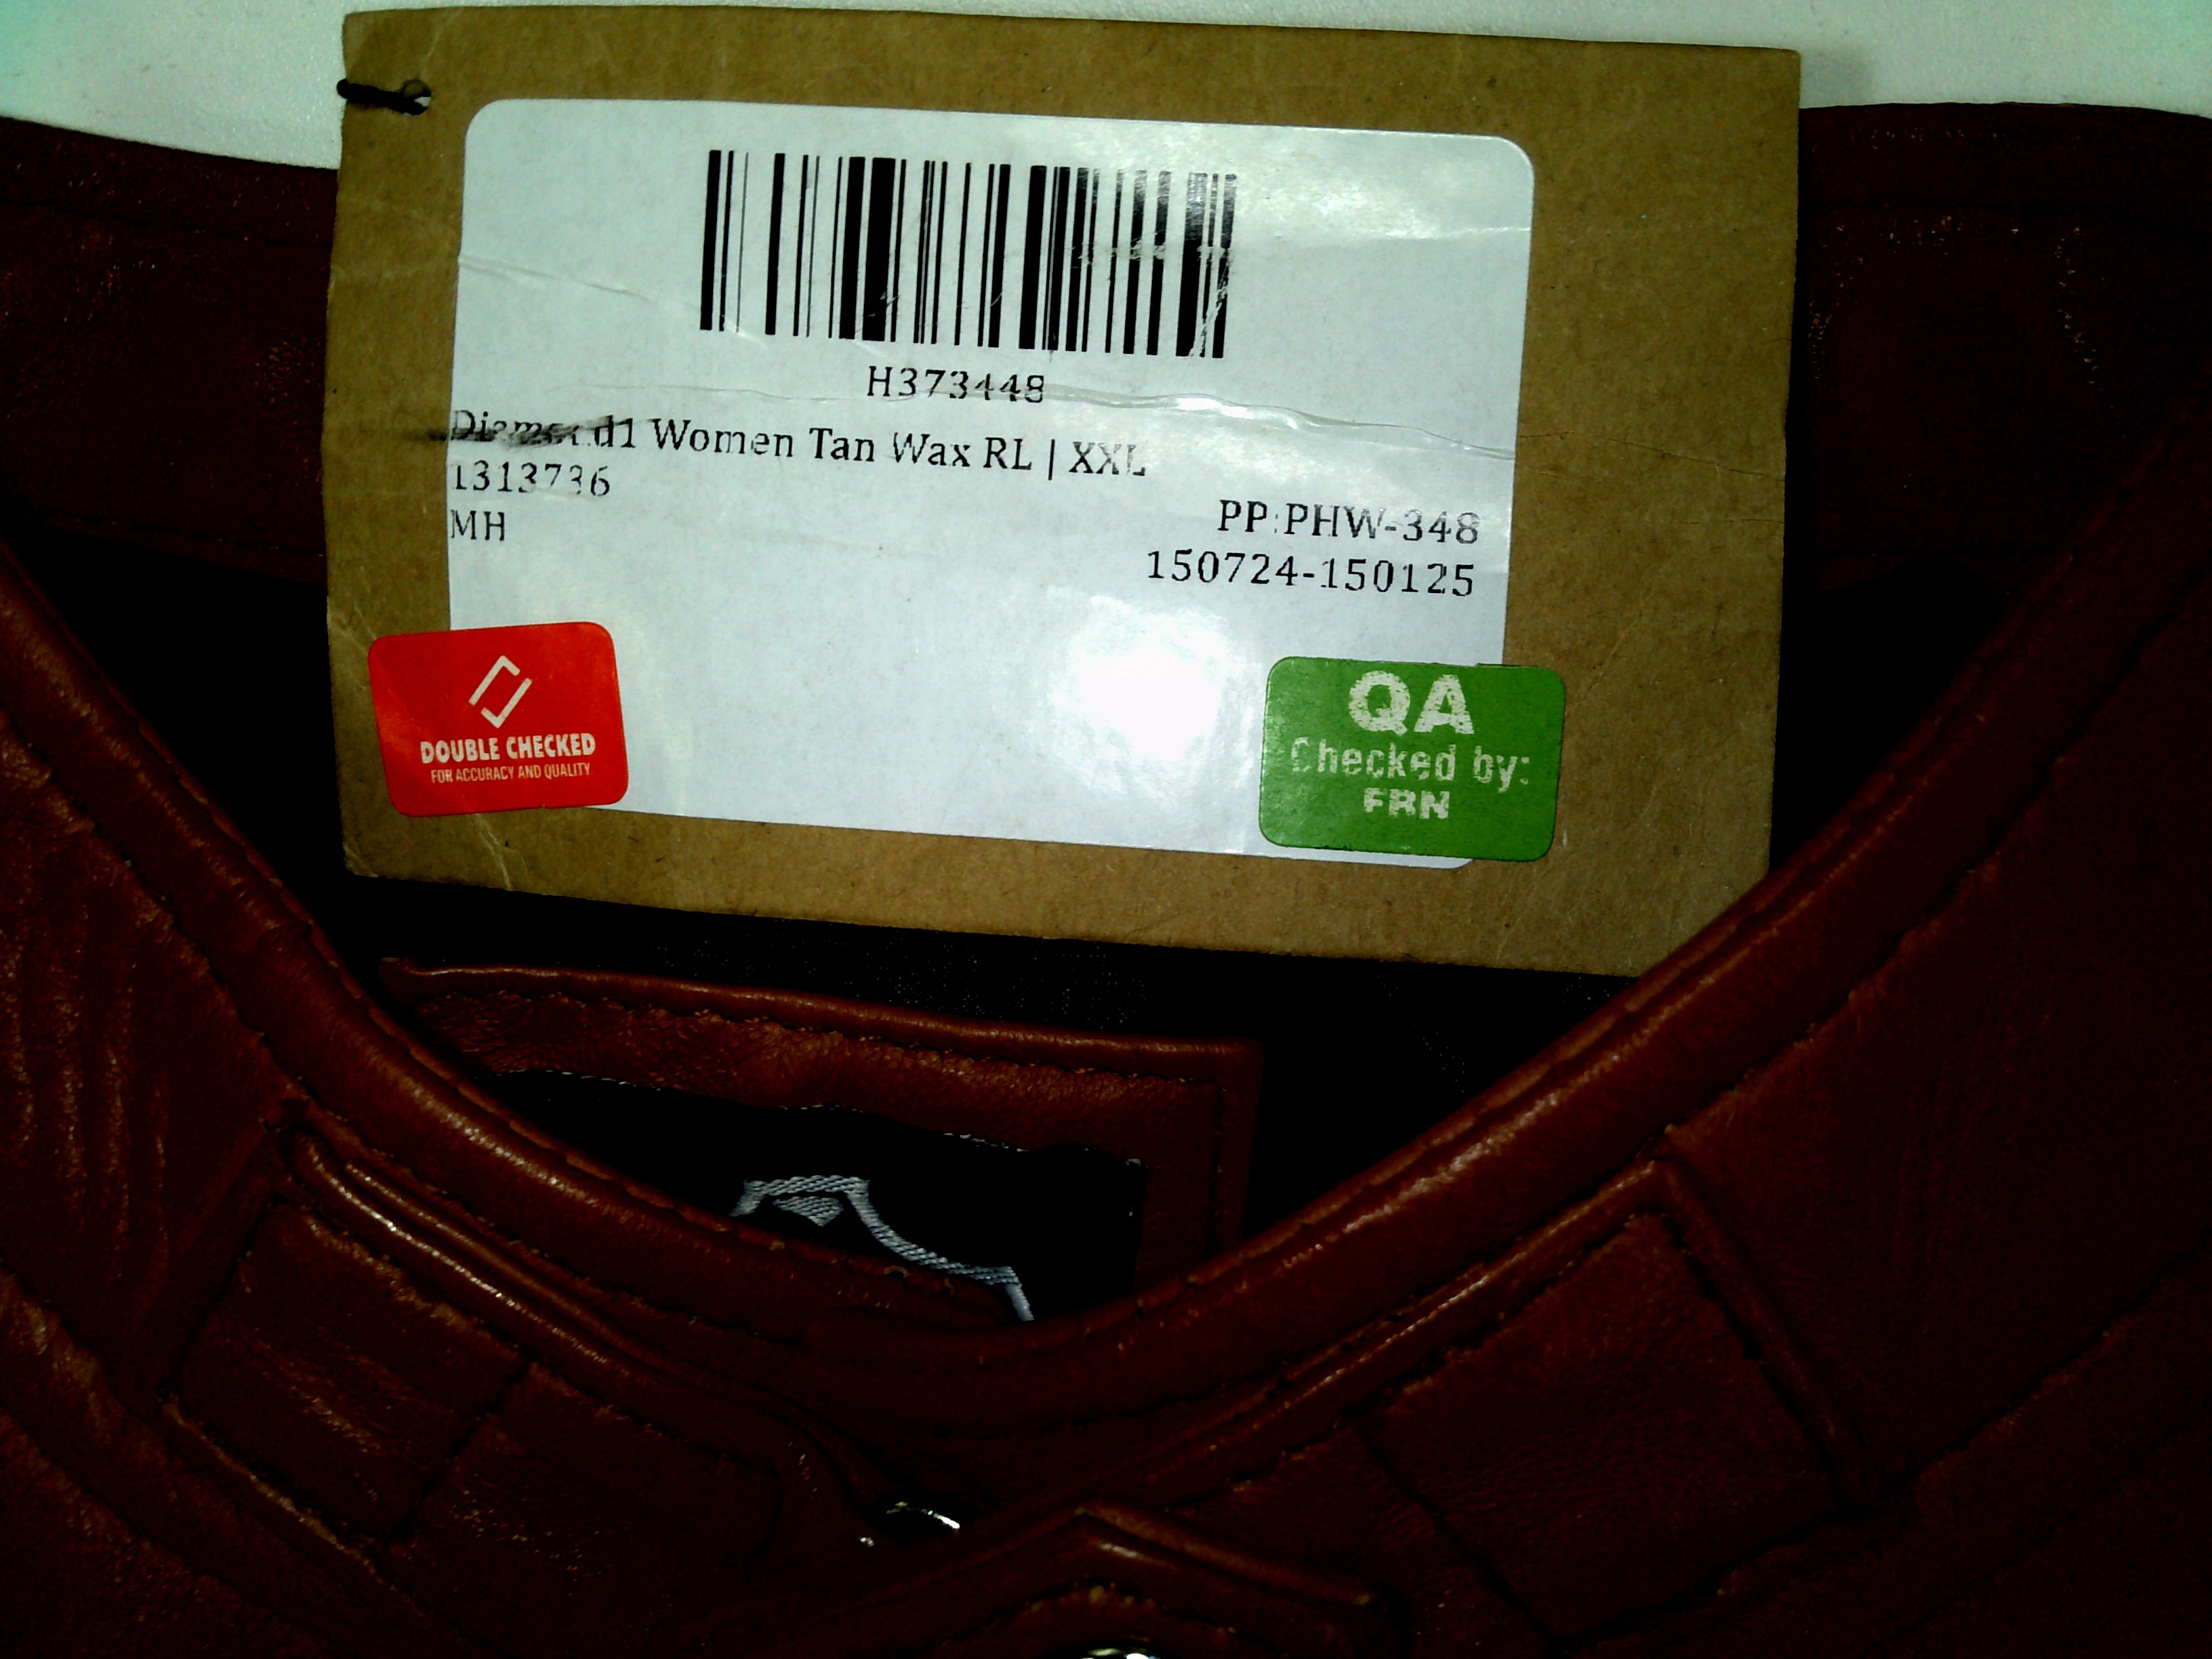 H373448
Diamond1 Women Tan Wax RL | XXL
1313736
MH
PP:PHW-348
150724-150125
DOUBLE CHECKED
FOR ACCURACY AND QUALITY
QA
Checked by:
FRN